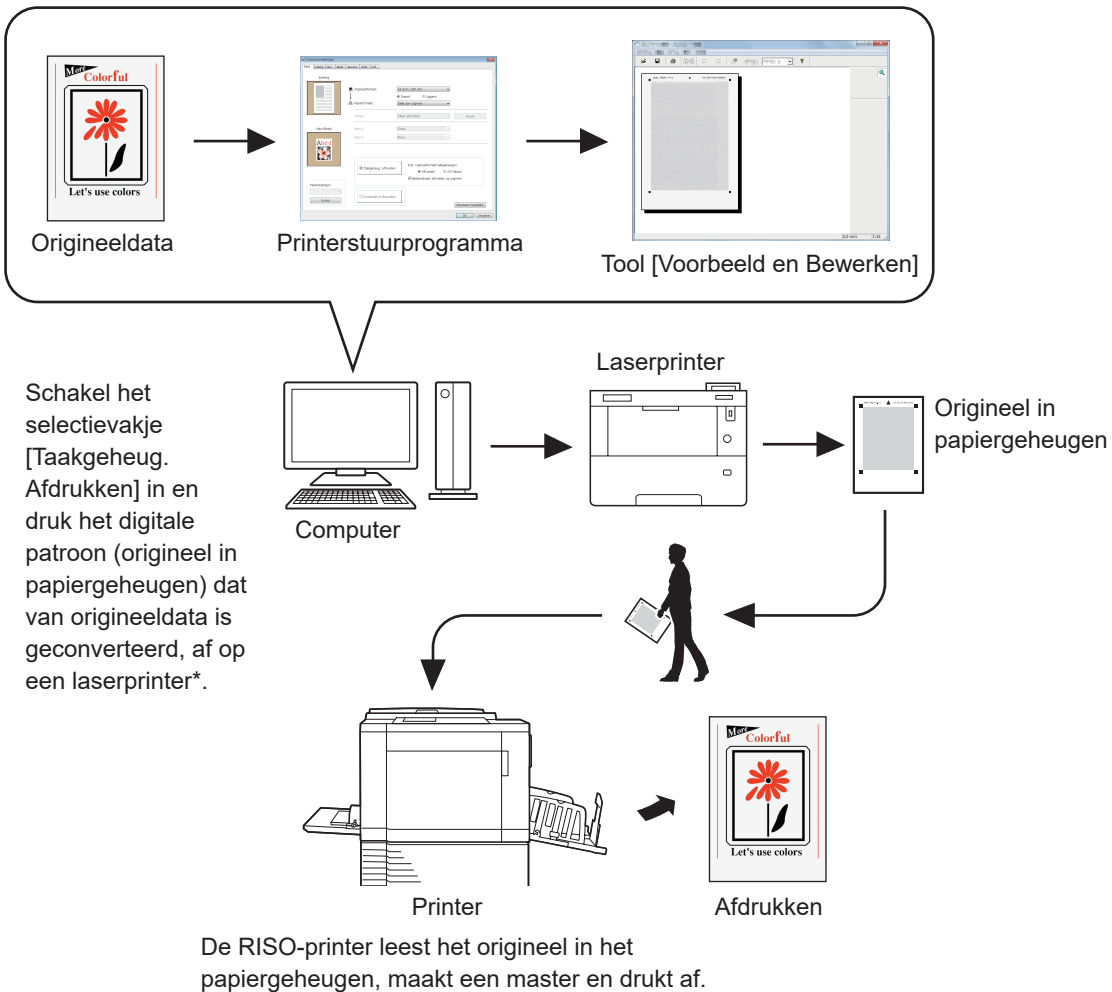 More
Colorful
Let's use colors
Origineeldata
Printerstuurprogramma
Tool [Voorbeeld en Bewerken]
Schakel het
selectievakje
[Taakgeheug.
Afdrukken] in en
druk het digitale
patroon (origineel in
papiergeheugen) dat
van origineeldata is
geconverteerd, af op
een laserprinter*.
Computer
Laserprinter
Origineel in
papiergeheugen
More
Colorful
Let's use colors
Printer
Afdrukken
De RISO-printer leest het origineel in het
papiergeheugen, maakt een master en drukt af.